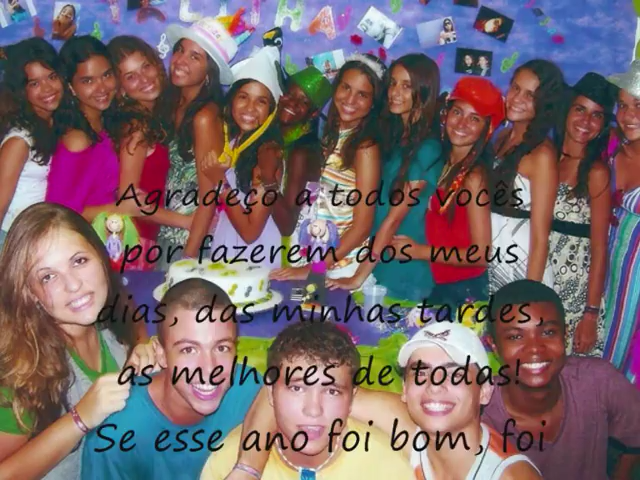 Agradeço a todos vocês
por fazerem dos meus
dias, das minhas tardes,
as melhores de todas!
Se esse ano foi bom, foi